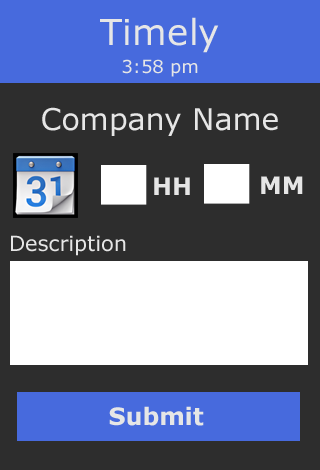 Timely
3:58 pm
Company Name
31 HH MM
Description
Submit